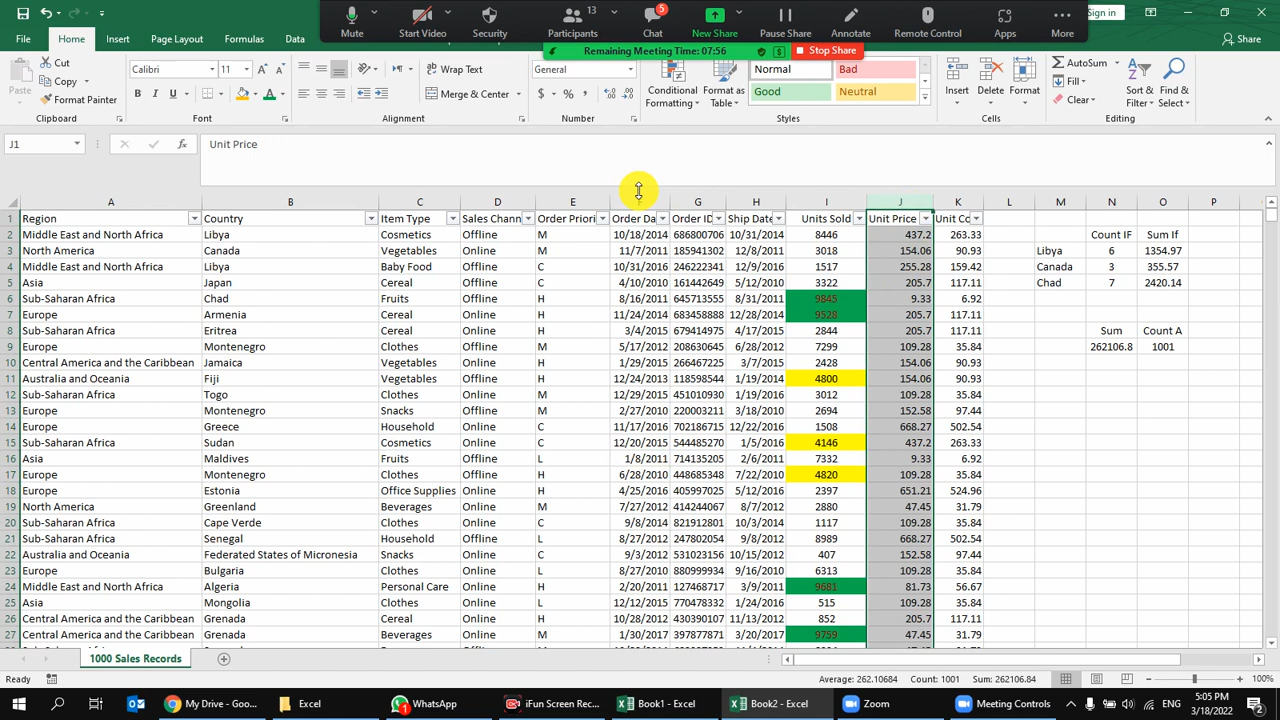 13
5
Sign in
Mute
Start Video
Security
Participants
Chat
New Share
Pause Share
Annotate
Remote Control
Apps
More
File
Home
Insert
Page Layout
Formulas
Data
Remaining Meeting Time: 07:56
Stop Share
Share
Cut
Copy
Format Painter
Paste
Clipboard
Calibri
11
B
I
U
Font
Wrap Text
Merge & Center
Alignment
General
$
%
Number
Conditional
Formatting
Format as
Table
Normal
Bad
Good
Neutral
Styles
Insert
Delete
Format
Cells
AutoSum
Fill
Clear
Sort &
Filter
Find &
Select
Editing
J1
fx
Unit Price
A B C D E G H I J K L M N O P
1 Region Country Item Type Sales Chann Order Priori Order Da Order ID Ship Date Units Sold Unit Price Unit Co
2 Middle East and North Africa Libya Cosmetics Offline M 10/18/2014 686800706 10/31/2014 8446 437.2 263.33 Count IF Sum If
3 North America Canada Vegetables Online M 11/7/2011 185941302 12/8/2011 3018 154.06 90.93 Libya 6 1354.97
4 Middle East and North Africa Libya Baby Food Offline C 10/31/2016 246222341 12/9/2016 1517 255.28 159.42 Canada 3 355.57
5 Asia Japan Cereal Offline C 4/10/2010 161442649 5/12/2010 3322 205.7 117.11 Chad 7 2420.14
6 Sub-Saharan Africa Chad Fruits Offline H 8/16/2011 645713555 8/31/2011 9845 9.33 6.92
7 Europe Armenia Cereal Online H 11/24/2014 683458888 12/28/2014 9528 205.7 117.11
8 Sub-Saharan Africa Eritrea Cereal Online H 3/4/2015 679414975 4/17/2015 2844 205.7 117.11 Sum Count A
9 Europe Montenegro Clothes Offline M 5/17/2012 208630645 6/28/2012 7299 109.28 35.84 262106.8 1001
10 Central America and the Caribbean Jamaica Vegetables Online H 1/29/2015 266467225 3/7/2015 2428 154.06 90.93
11 Australia and Oceania Fiji Vegetables Offline H 12/24/2013 118598544 1/19/2014 4800 154.06 90.93
12 Sub-Saharan Africa Togo Clothes Online M 12/29/2015 451010930 1/19/2016 3012 109.28 35.84
13 Europe Montenegro Snacks Offline M 2/27/2010 220003211 3/18/2010 2694 152.58 97.44
14 Europe Greece Household Online C 11/17/2016 702186715 12/22/2016 1508 668.27 502.54
15 Sub-Saharan Africa Sudan Cosmetics Online C 12/20/2015 544485270 1/5/2016 4146 437.2 263.33
16 Asia Maldives Fruits Offline L 1/8/2011 714135205 2/6/2011 7332 9.33 6.92
17 Europe Montenegro Clothes Offline H 6/28/2010 448685348 7/22/2010 4820 109.28 35.84
18 Europe Estonia Office Supplies Online H 4/25/2016 405997025 5/12/2016 2397 651.21 524.96
19 North America Greenland Beverages Online M 7/27/2012 414244067 8/7/2012 2880 47.45 31.79
20 Sub-Saharan Africa Cape Verde Clothes Online C 9/8/2014 821912801 10/3/2014 1117 109.28 35.84
21 Sub-Saharan Africa Senegal Household Offline L 8/27/2012 247802054 9/8/2012 8989 668.27 502.54
22 Australia and Oceania Federated States of Micronesia Snacks Online C 9/3/2012 531023156 10/15/2012 407 152.58 97.44
23 Europe Bulgaria Clothes Online L 8/27/2010 880999934 9/16/2010 6313 109.28 35.84
24 Middle East and North Africa Algeria Personal Care Online H 2/20/2011 127468717 3/9/2011 9681 81.73 56.67
25 Asia Mongolia Clothes Online L 12/12/2015 770478332 1/24/2016 515 109.28 35.84
26 Central America and the Caribbean Grenada Cereal Online H 10/28/2012 430390107 11/13/2012 852 205.7 117.11
27 Central America and the Caribbean Grenada Beverages Online M 1/30/2017 397877871 3/20/2017 9759 47.45 31.79
1000 Sales Records
Ready
Average: 262.10684
Count: 1001
Sum: 262106.84
100%
My Drive - Goo...
Excel
WhatsApp
1
iFun Screen Rec...
Book1 - Excel
Book2 - Excel
Zoom
Meeting Controls
ENG
5:05 PM
3/18/2022